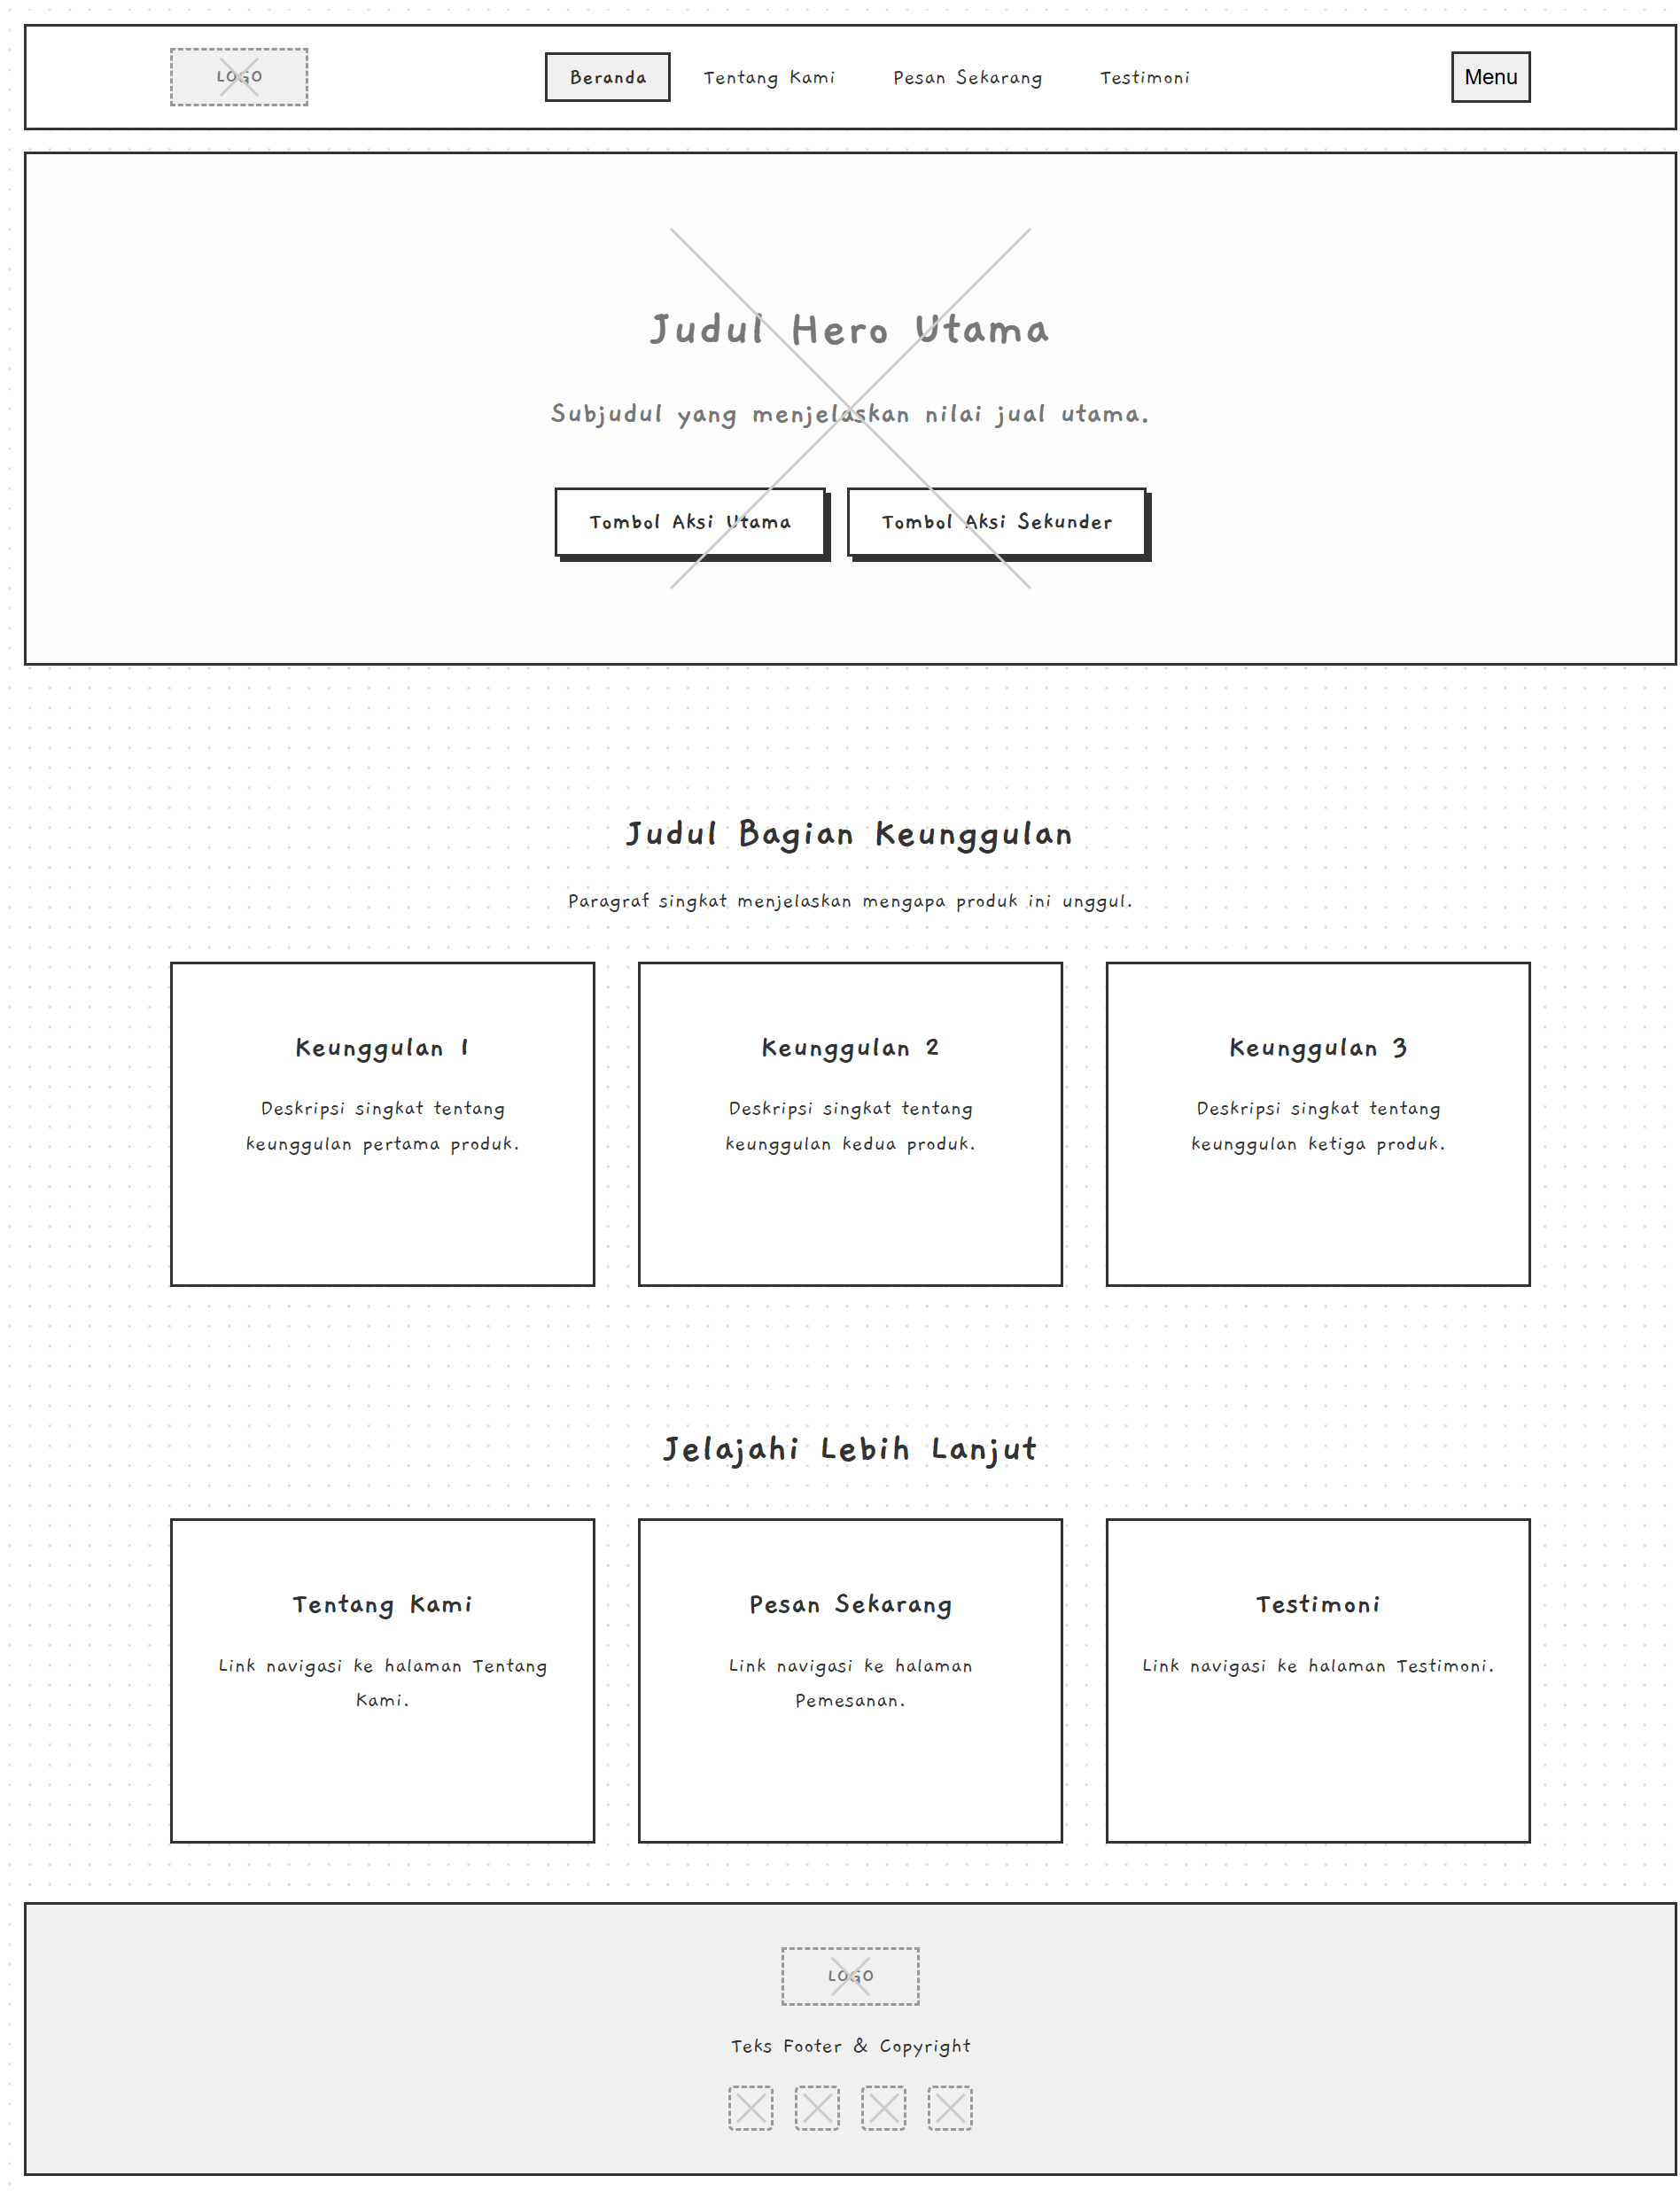 LOGO
Beranda
Tentang Kami
Pesan Sekarang
Testimoni
Menu
Judul Hero Utama
Subjudul yang menjelaskan nilai jual utama.
Tombol Aksi Utama
Tombol Aksi Sekunder
Judul Bagian Keunggulan
Paragraf singkat menjelaskan mengapa produk ini unggul.
Keunggulan 1
Deskripsi singkat tentang
keunggulan pertama produk.
Keunggulan 2
Deskripsi singkat tentang
keunggulan kedua produk.
Keunggulan 3
Deskripsi singkat tentang
keunggulan ketiga produk.
Jelajahi Lebih Lanjut
Tentang Kami
Link navigasi ke halaman Tentang
Kami.
Pesan Sekarang
Link navigasi ke halaman
Pemesanan.
Testimoni
Link navigasi ke halaman Testimoni.
LOGO
Teks Footer & Copyright